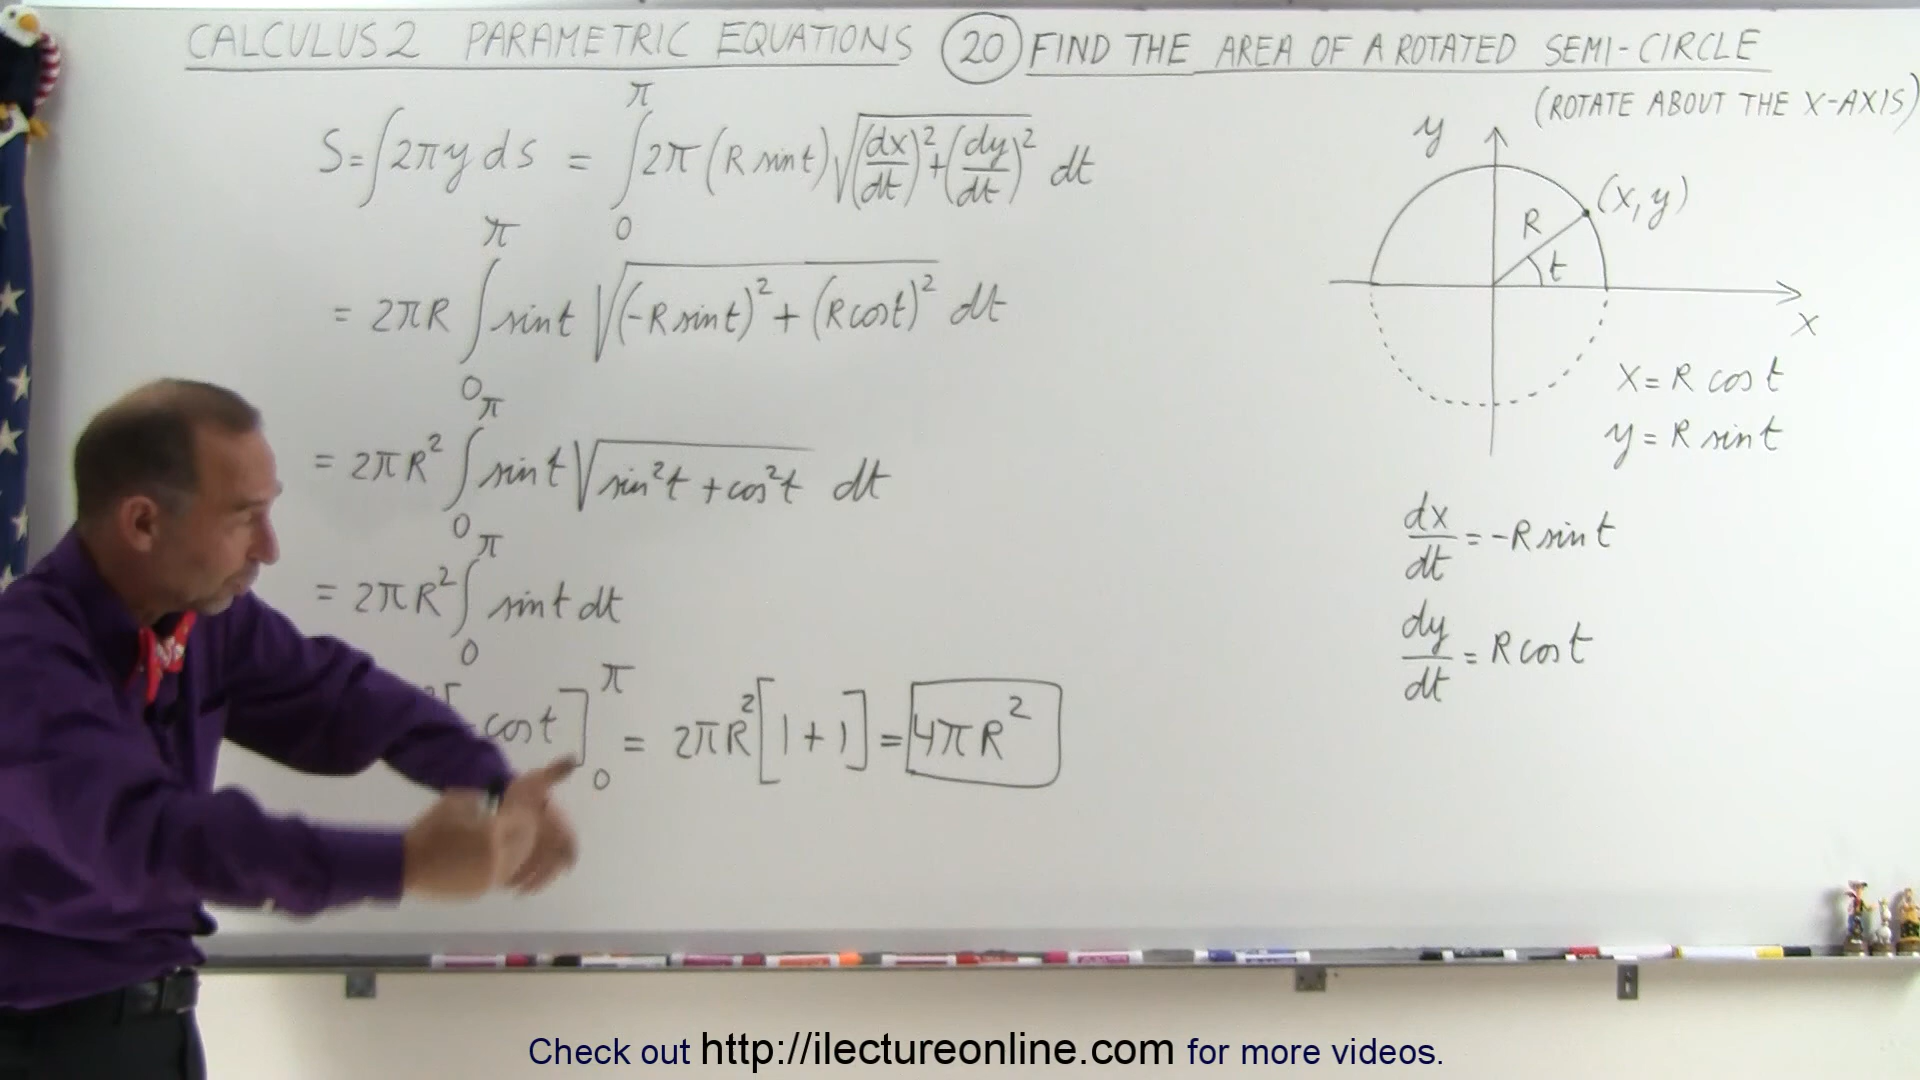 CALCULUS 2 PARAMETRIC EQUATIONS (20) FIND THE AREA OF A ROTATED SEMI-CIRCLE
(ROTATE ABOUT THE X-AXIS)
S = ∫ 2πy ds = ∫₀^π 2π (R sin t) √((dx/dt)² + (dy/dt)²) dt
= 2πR ∫₀^π sin t √((-R sin t)² + (R cos t)²) dt
= 2πR² ∫₀^π sin t √(sin²t + cos²t) dt
= 2πR² ∫₀^π sin t dt
cos t]₀^π = 2πR² [1 + 1] = 4πR²
y
(x, y)
R
t
x
x = R cos t
y = R sin t
dx/dt = -R sin t
dy/dt = R cos t
Check out http://ilectureonline.com for more videos.